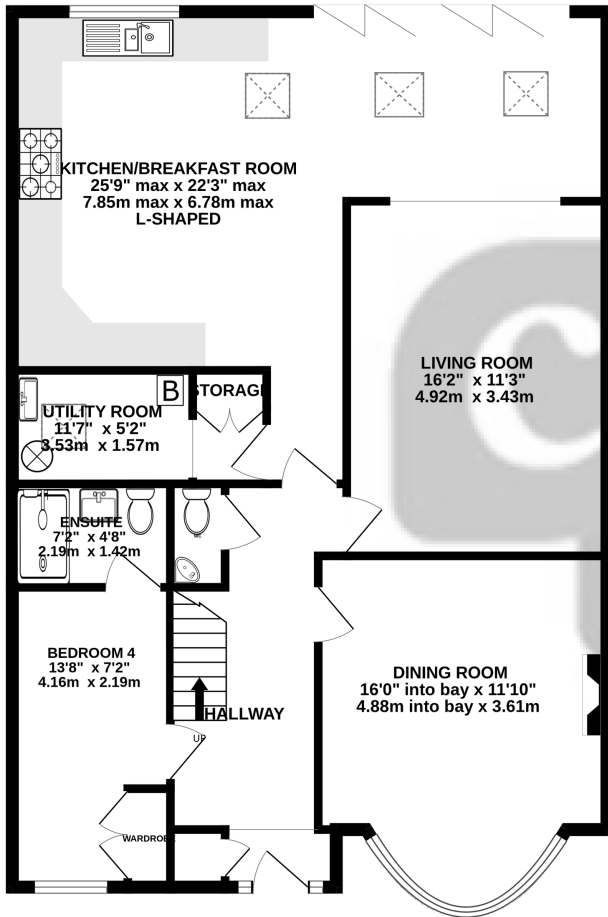 KITCHEN/BREAKFAST ROOM
25'9" max x 22'3" max
7.85m max x 6.78m max
L-SHAPED
LIVING ROOM
16'2" x 11'3"
4.92m x 3.43m
B
STORAGE
UTILITY ROOM
11'7" x 5'2"
3.53m x 1.57m
ENSUITE
7'2" x 4'8"
2.19m x 1.42m
WC
BEDROOM 4
13'8" x 7'2"
4.16m x 2.19m
DINING ROOM
16'0" into bay x 11'10"
4.88m into bay x 3.61m
HALLWAY
UP
WARDROBE